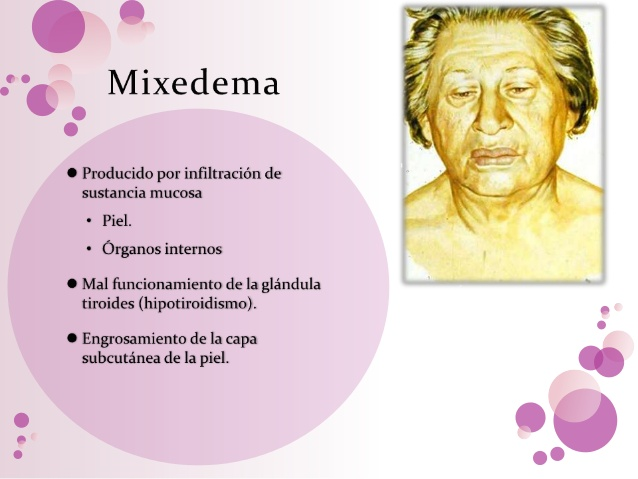 Mixedema
● Producido por infiltración de
sustancia mucosa
• Piel.
• Órganos internos
● Mal funcionamiento de la glándula
tiroides (hipotiroidismo).
● Engrosamiento de la capa
subcutánea de la piel.